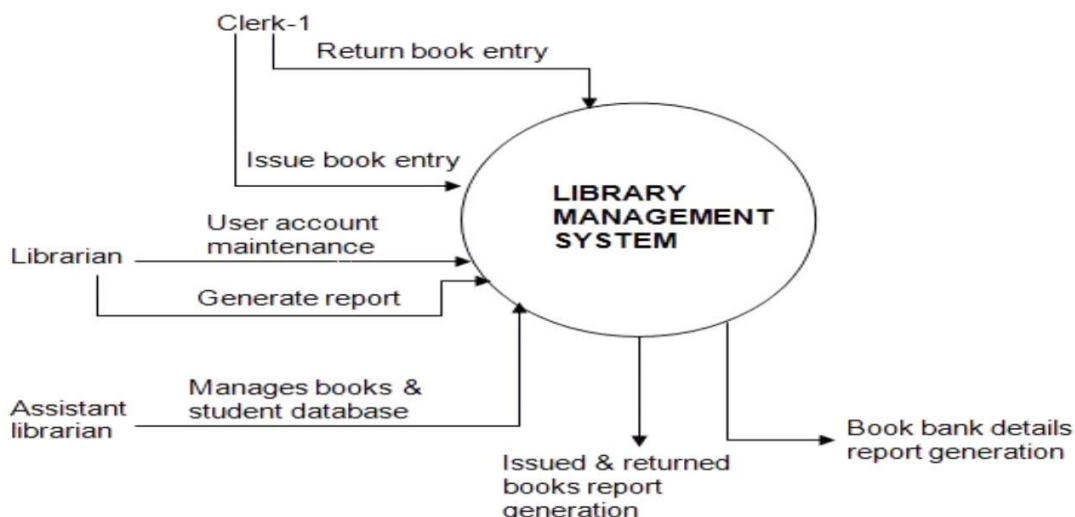 Clerk-1
Return book entry
Issue book entry
LIBRARY
MANAGEMENT
SYSTEM
User account
maintenance
Librarian
Generate report
Manages books &
student database
Assistant
librarian
Book bank details
report generation
Issued & returned
books report
generation